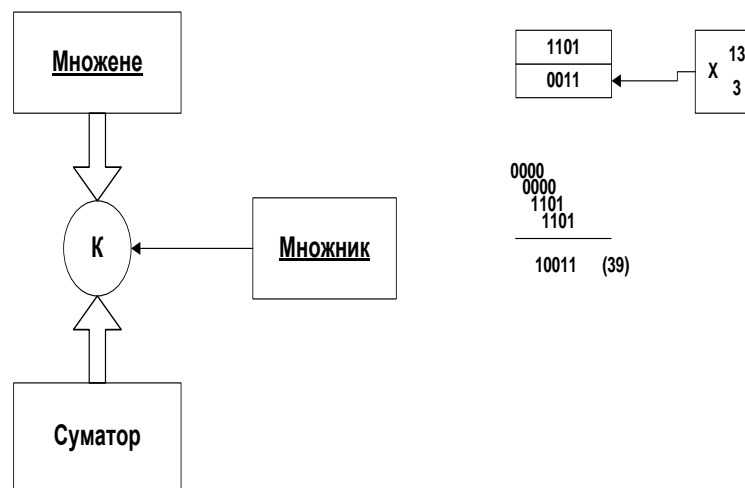 Множене
К
Множник
Суматор
1101
0011
X
13
3
0000
0000
1101
1101
10011 (39)